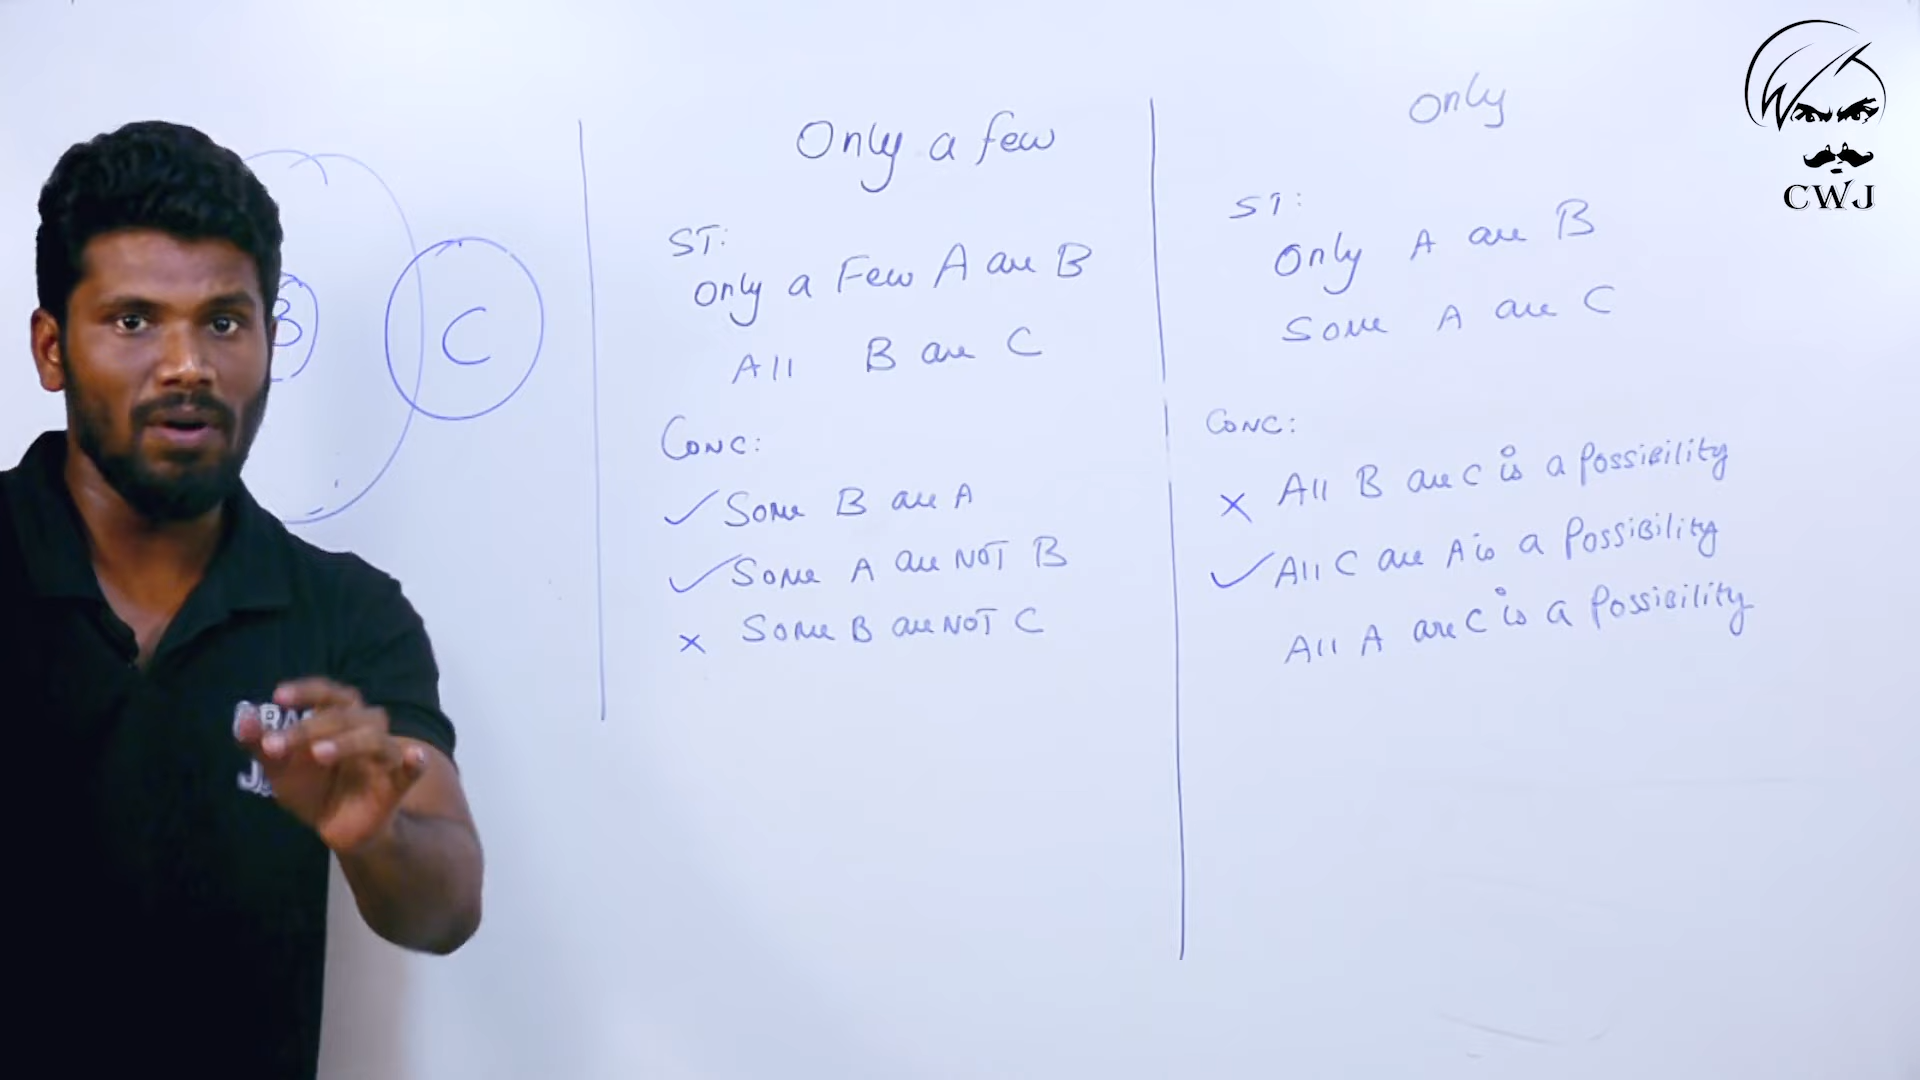 B
C
Only a few
ST:
Only a Few A are B
All B are C
CONC:
✓ Some B are A
✓ Some A are NOT B
× Some B are NOT C
Only
ST:
Only A are B
Some A are C
CONC:
× All B are C is a Possibility
✓ All C are A is a Possibility
All A are C is a Possibility
CWJ